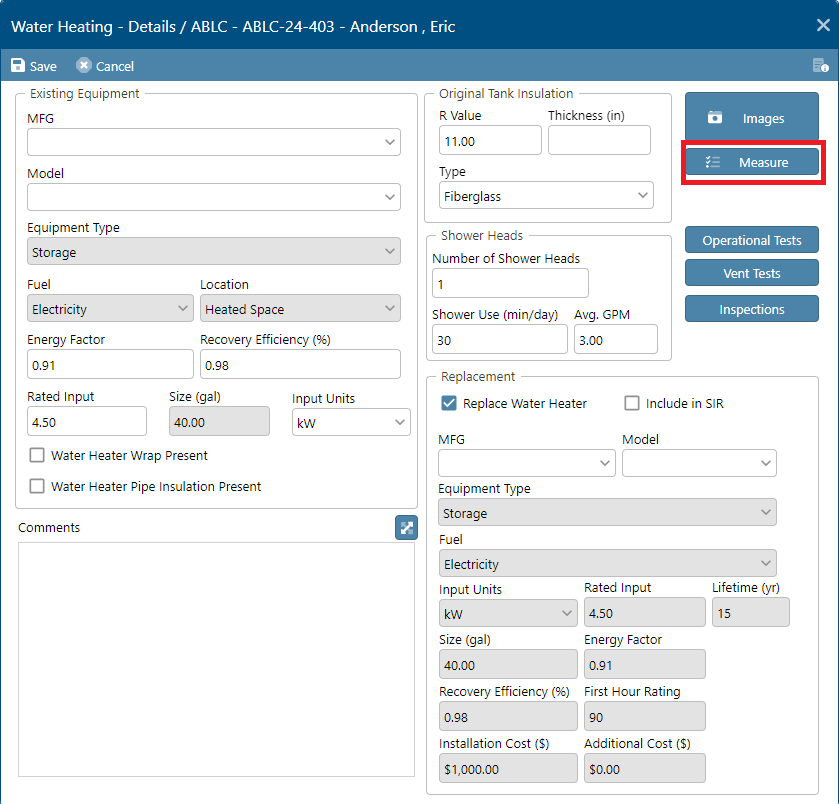 Water Heating - Details / ABLC - ABLC-24-403 - Anderson , Eric
Save Cancel
Existing Equipment
MFG
Model
Equipment Type
Storage
Fuel Location
Electricity Heated Space
Energy Factor Recovery Efficiency (%)
0.91 0.98
Rated Input Size (gal) Input Units
4.50 40.00 kW
Water Heater Wrap Present
Water Heater Pipe Insulation Present
Comments
Original Tank Insulation
R Value Thickness (in)
11.00
Type
Fiberglass
Shower Heads
Number of Shower Heads
1
Shower Use (min/day) Avg. GPM
30 3.00
Replacement
Replace Water Heater Include in SIR
MFG Model
Equipment Type
Storage
Fuel
Electricity
Input Units Rated Input Lifetime (yr)
kW 4.50 15
Size (gal) Energy Factor
40.00 0.91
Recovery Efficiency (%) First Hour Rating
0.98 90
Installation Cost ($) Additional Cost ($)
$1,000.00 $0.00
Images
Measure
Operational Tests
Vent Tests
Inspections